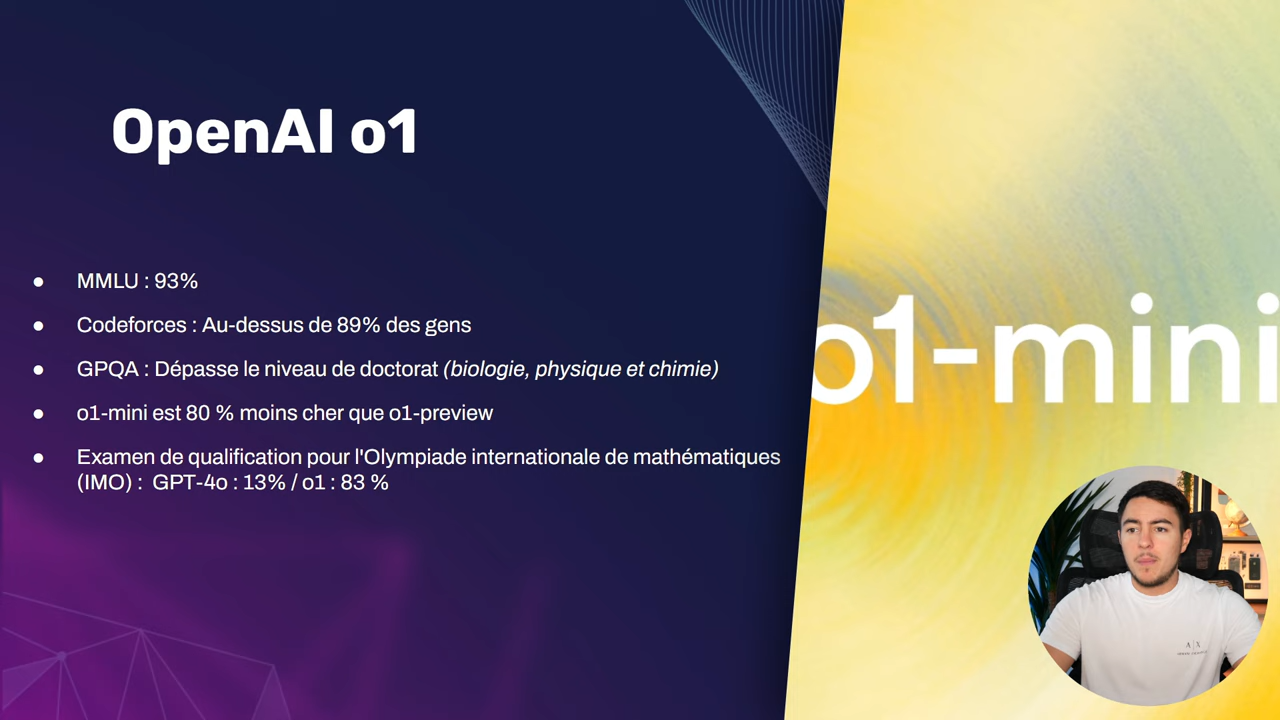 OpenAI o1
● MMLU : 93%
● Codeforces : Au-dessus de 89% des gens
● GPQA : Dépasse le niveau de doctorat (biologie, physique et chimie)
● o1-mini est 80 % moins cher que o1-preview
● Examen de qualification pour l'Olympiade internationale de mathématiques
(IMO) : GPT-4o : 13% / o1 : 83 %
o1-mini
A|X